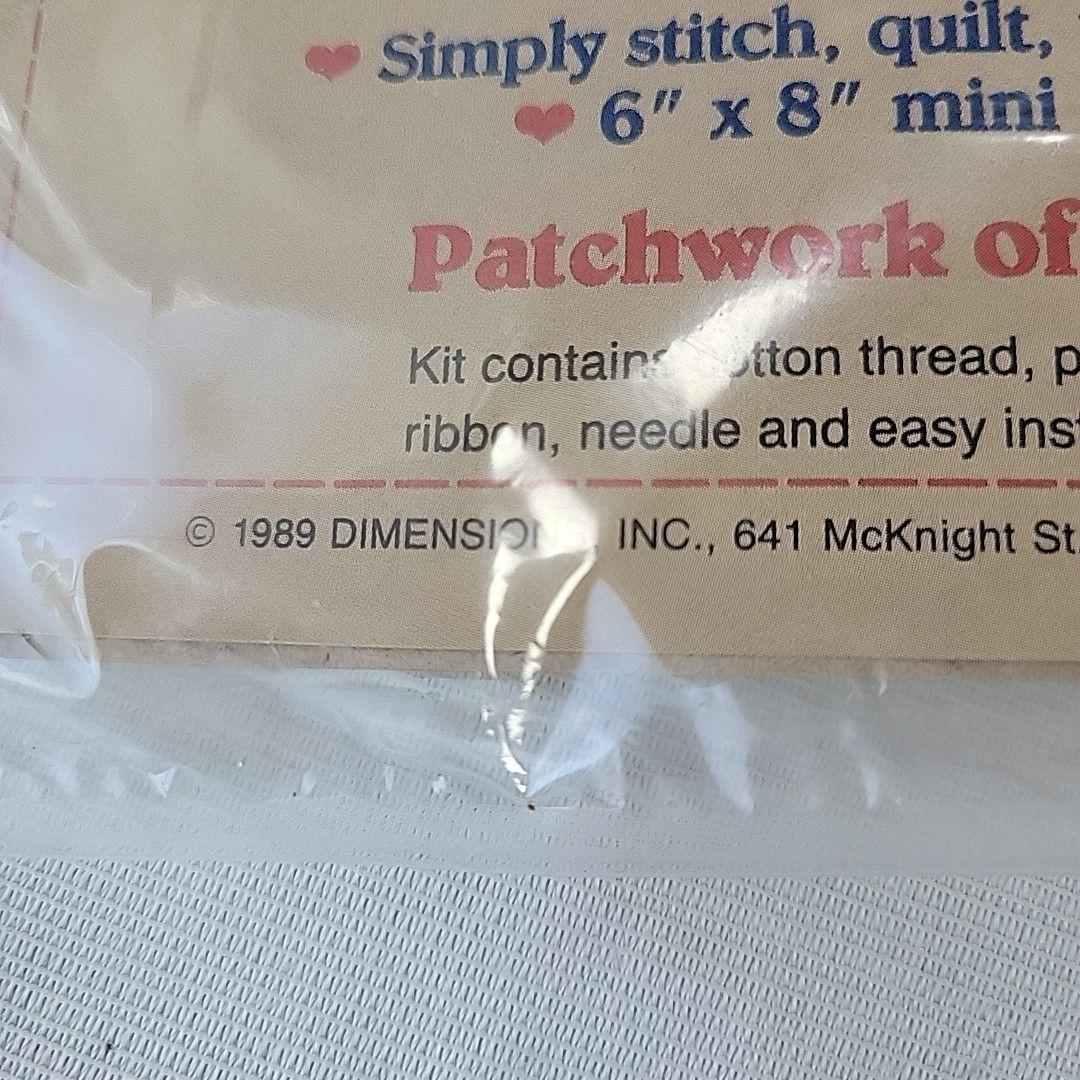 Simply stitch, quilt,
6" x 8" mini
Patchwork of
Kit contains thread, p
ribbon, needle and easy inst
© 1989 DIMENSIONS INC., 641 McKnight St.